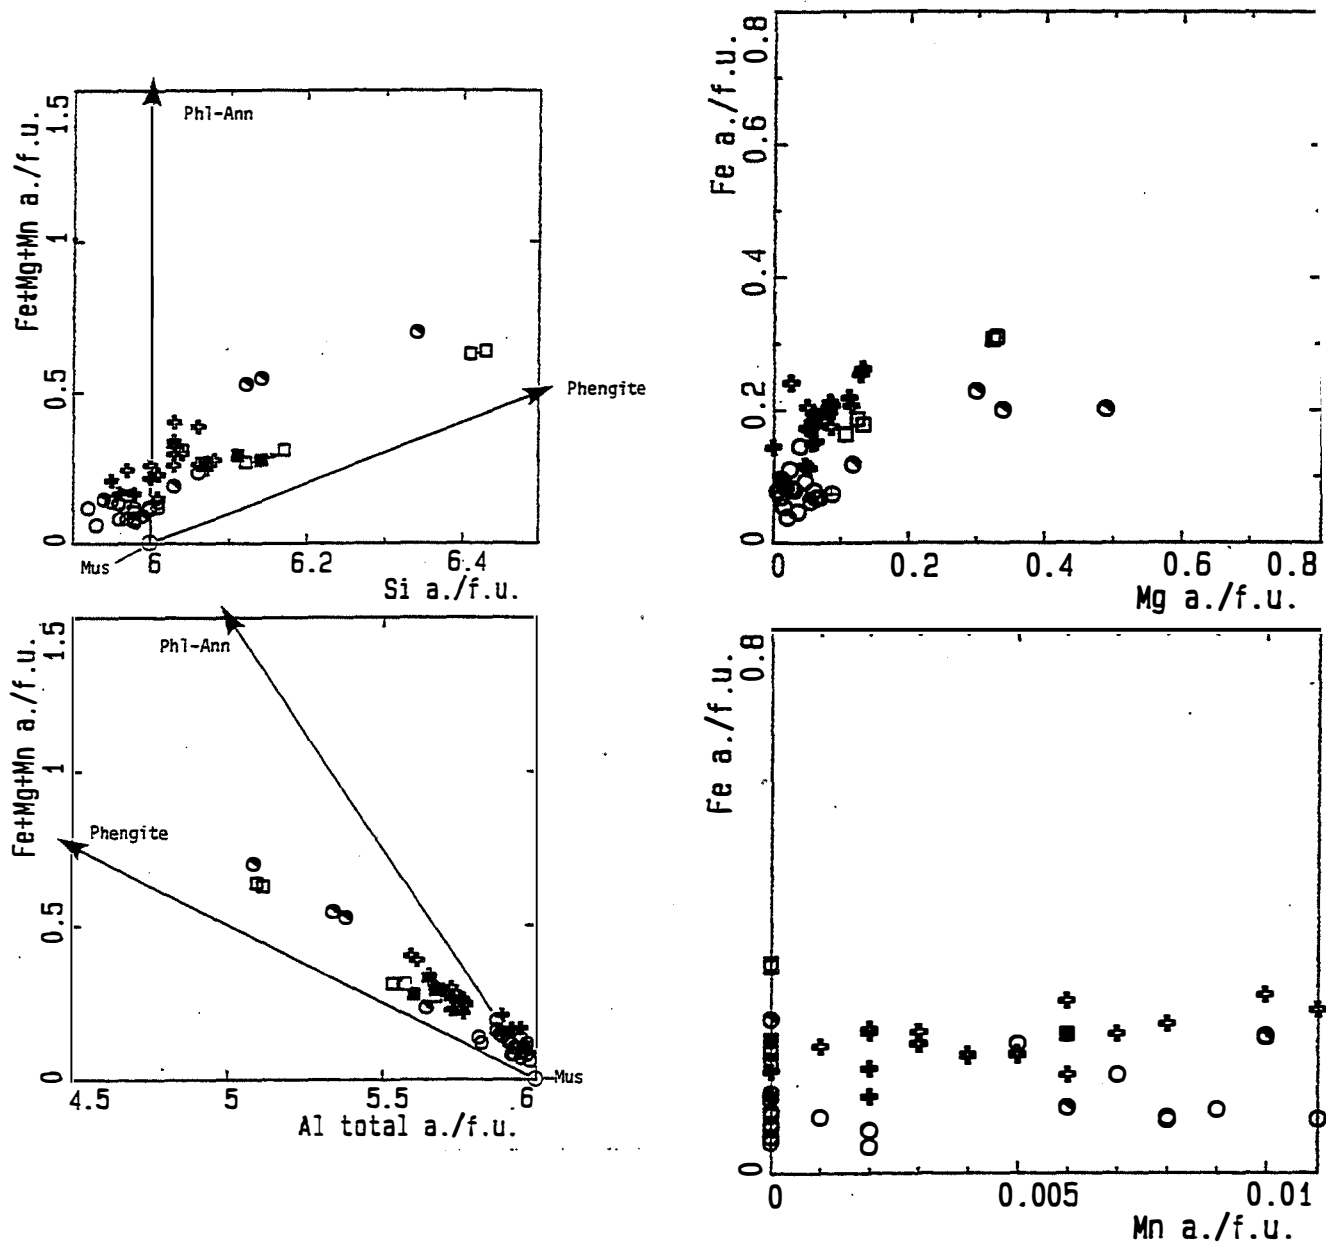 Fe+Mg+Mn a./f.u.
1.5
1
0.5
0
Phl-Ann
Phengite
Mus
6
6.2
6.4
Si a./f.u.
Fe a./f.u.
0.8
0.6
0.4
0.2
0
0
0.2
0.4
0.6
0.8
Mg a./f.u.
Fe+Mg+Mn a./f.u.
1.5
1
0.5
0
Phl-Ann
Phengite
Mus
4.5
5
5.5
6
Al total a./f.u.
Fe a./f.u.
0.8
0
0
0.005
0.01
Mn a./f.u.